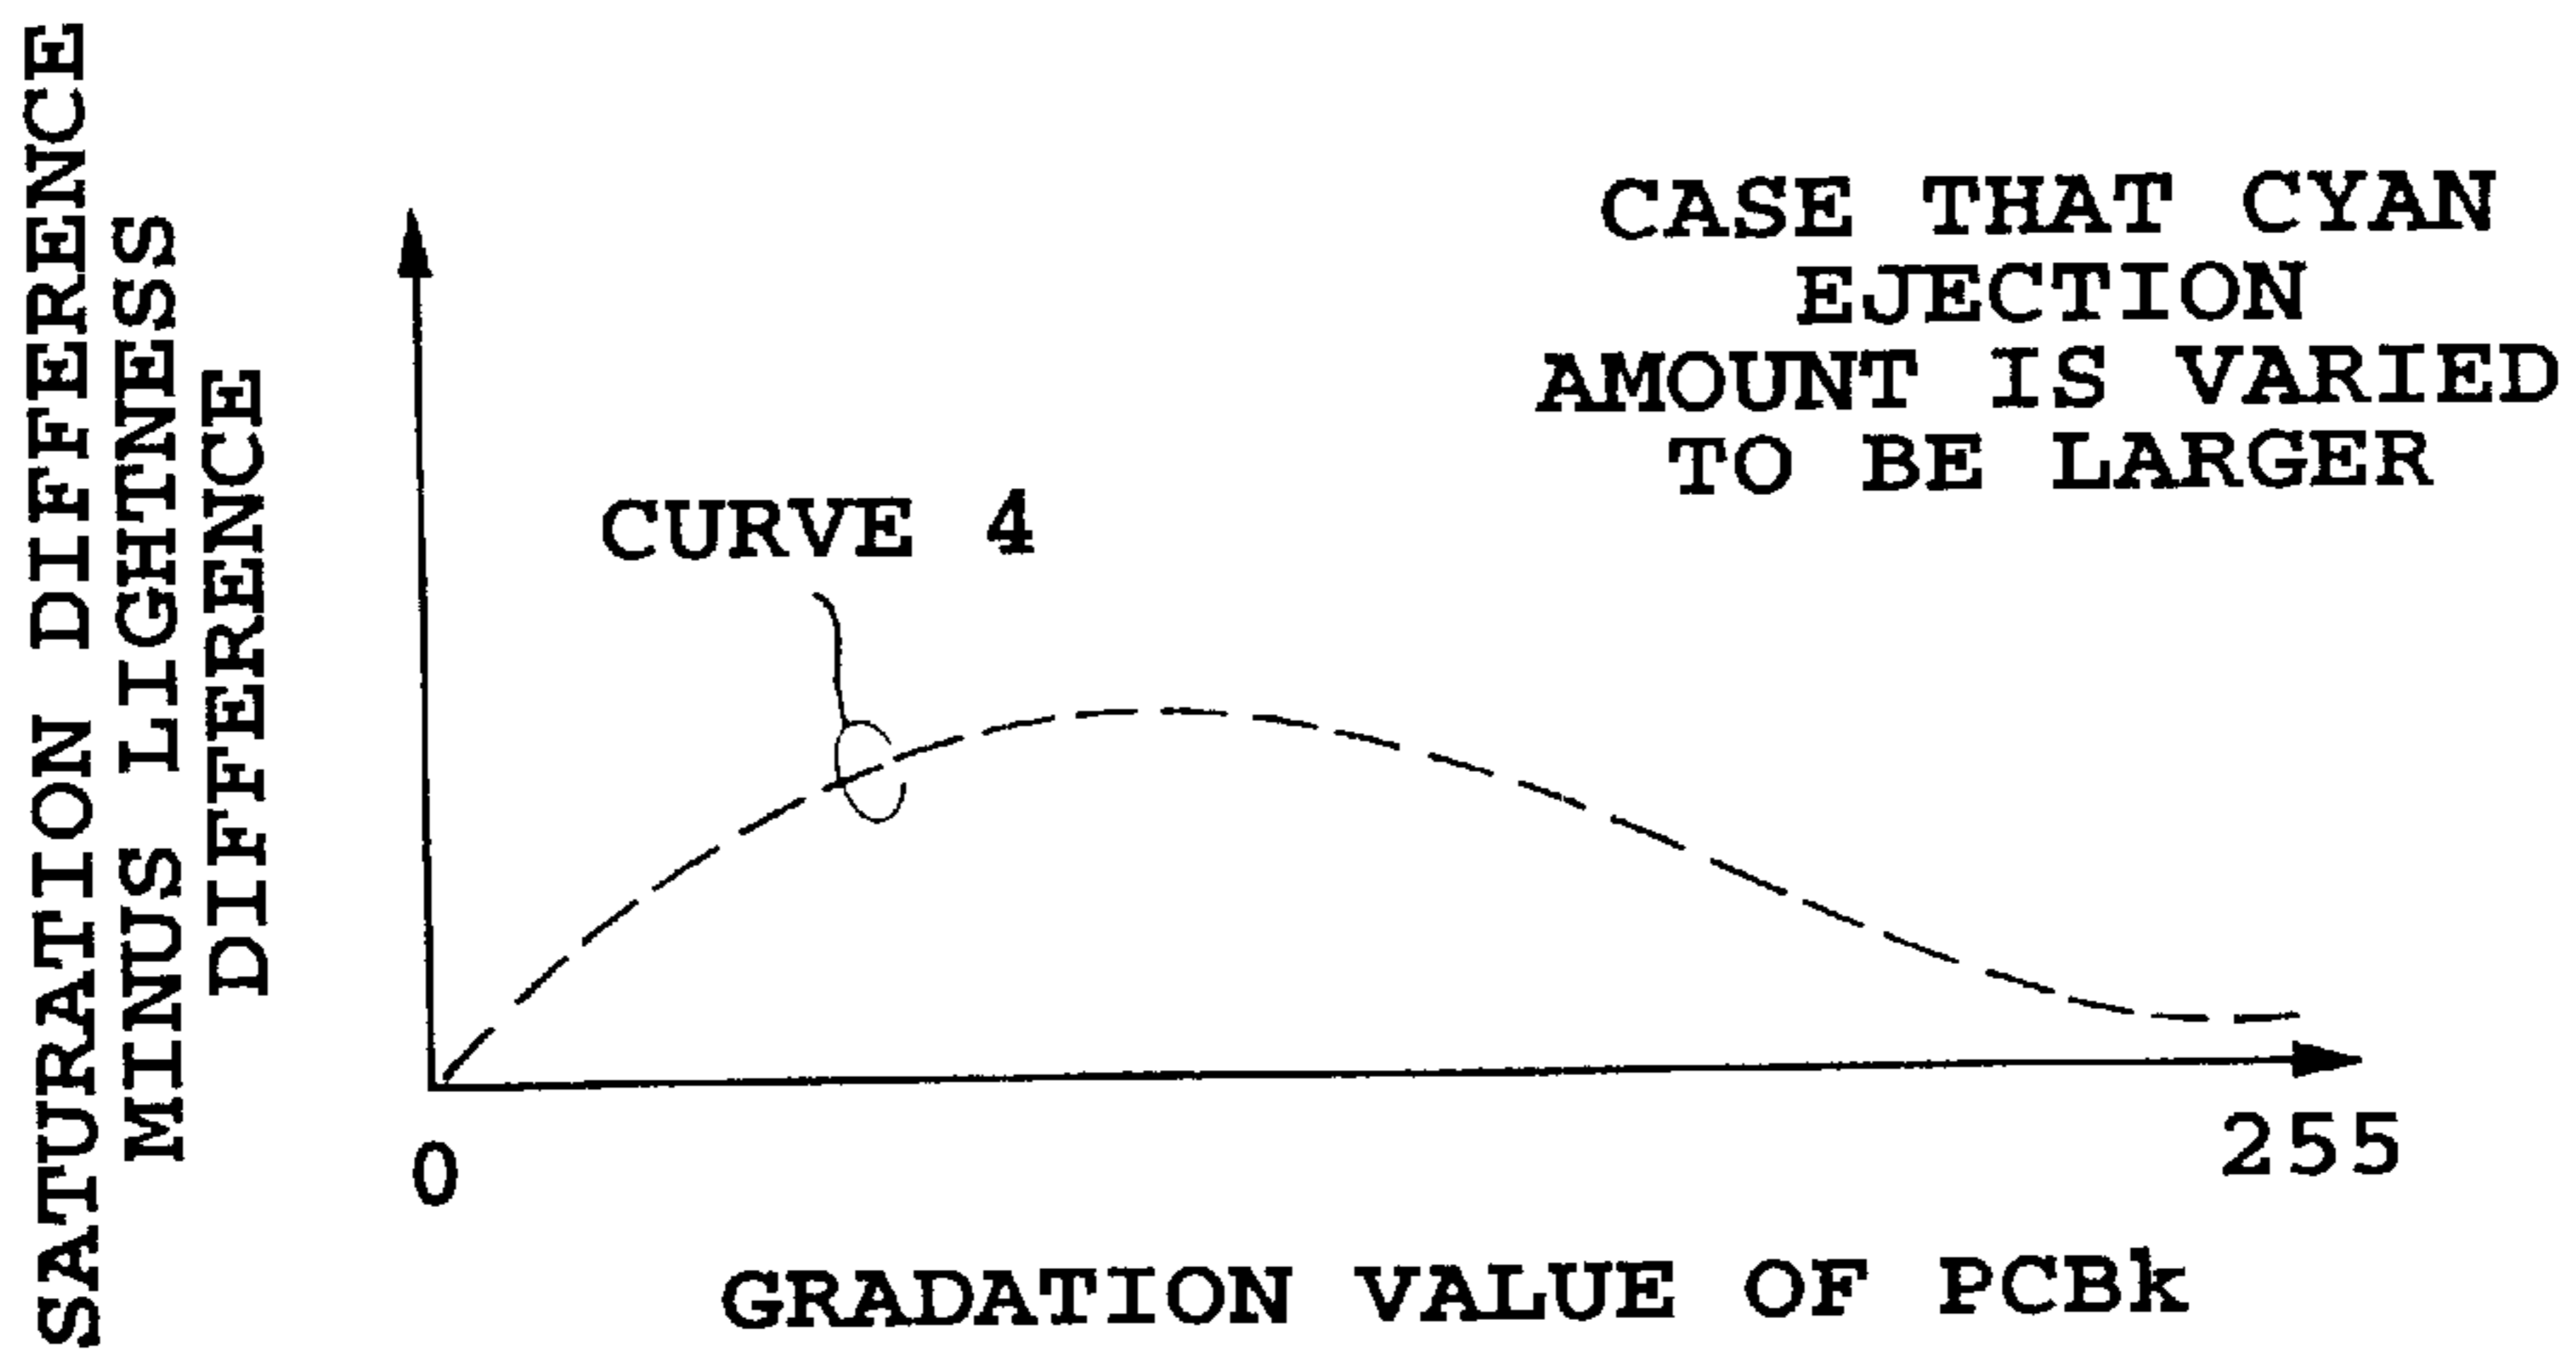 SATURATION DIFFERENCE
MINUS LIGHTNESS
DIFFERENCE
CASE THAT CYAN
EJECTION
AMOUNT IS VARIED
TO BE LARGER
CURVE 4
0
255
GRADATION VALUE OF PCBk